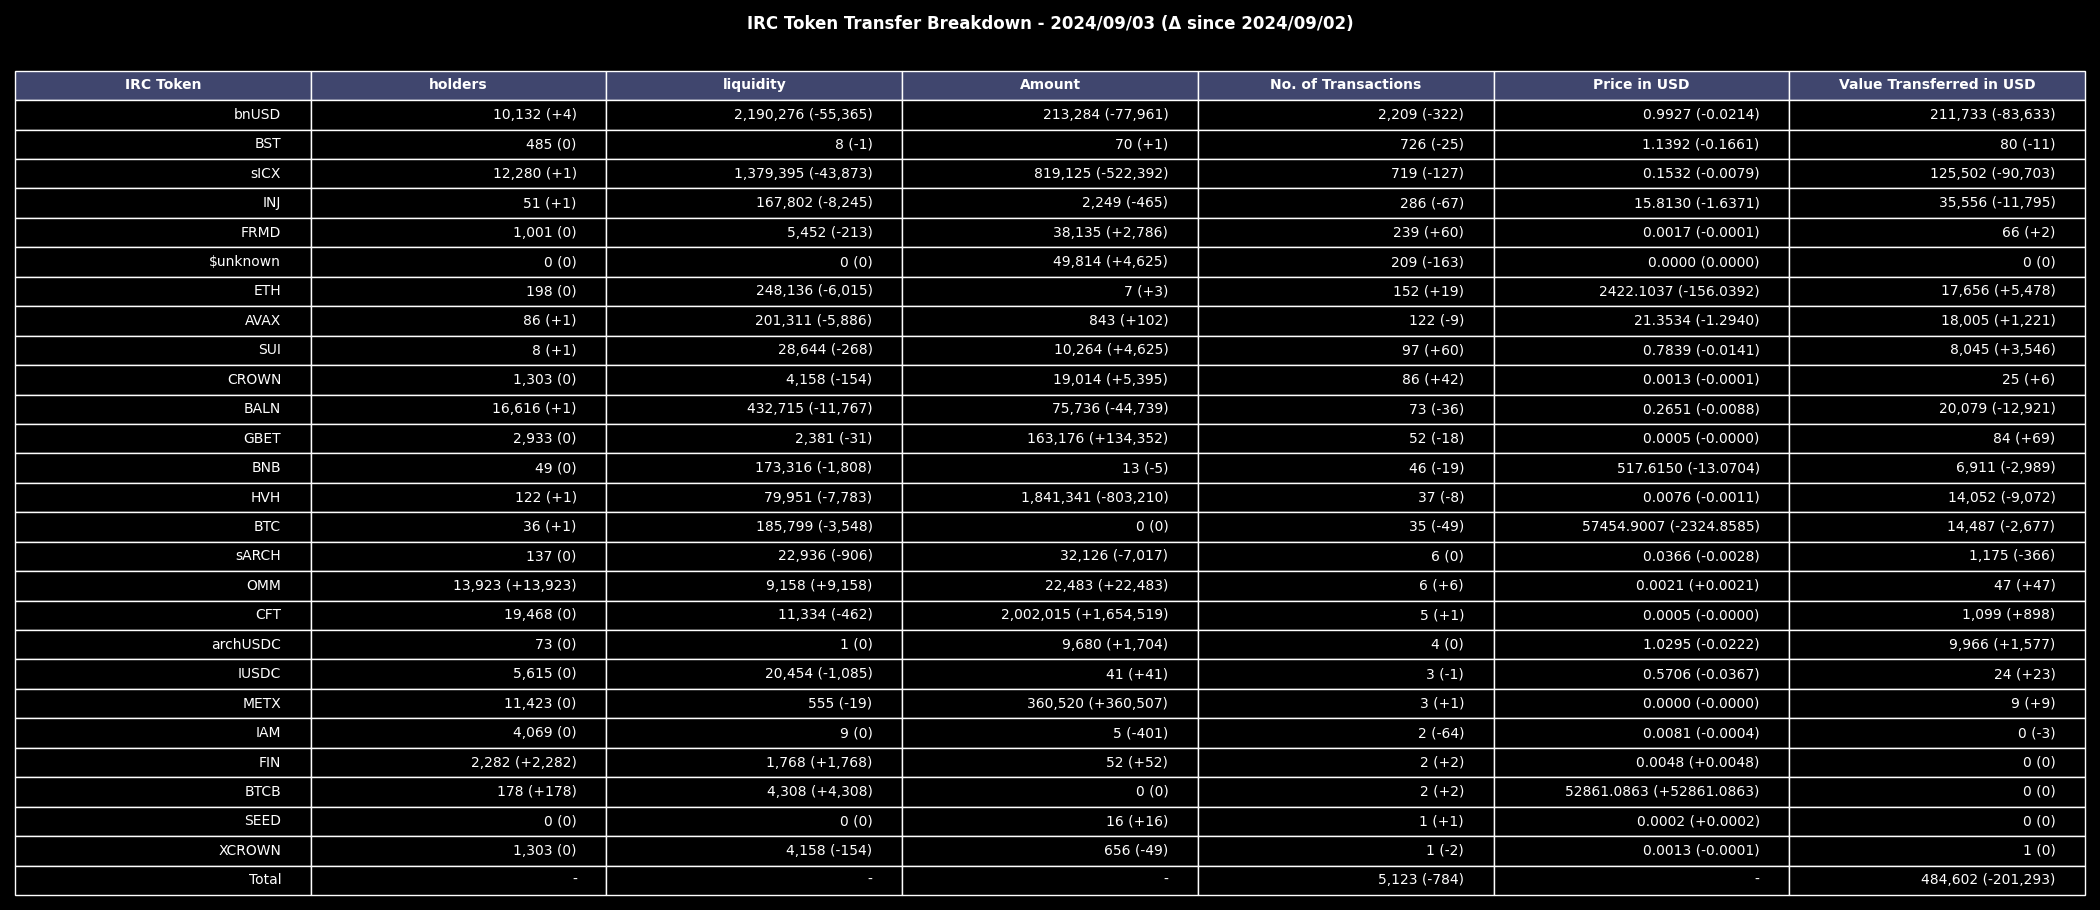 IRC Token Transfer Breakdown - 2024/09/03 (Δ since 2024/09/02)
IRC Token holders liquidity Amount No. of Transactions Price in USD Value Transferred in USD
bnUSD 10,132 (+4) 2,190,276 (-55,365) 213,284 (-77,961) 2,209 (-322) 0.9927 (-0.0214) 211,733 (-83,633)
BST 485 (0) 8 (-1) 70 (+1) 726 (-25) 1.1392 (-0.1661) 80 (-11)
sICX 12,280 (+1) 1,379,395 (-43,873) 819,125 (-522,392) 719 (-127) 0.1532 (-0.0079) 125,502 (-90,703)
INJ 51 (+1) 167,802 (-8,245) 2,249 (-465) 286 (-67) 15.8130 (-1.6371) 35,556 (-11,795)
FRMD 1,001 (0) 5,452 (-213) 38,135 (+2,786) 239 (+60) 0.0017 (-0.0001) 66 (+2)
$unknown 0 (0) 0 (0) 49,814 (+4,625) 209 (-163) 0.0000 (0.0000) 0 (0)
ETH 198 (0) 248,136 (-6,015) 7 (+3) 152 (+19) 2422.1037 (-156.0392) 17,656 (+5,478)
AVAX 86 (+1) 201,311 (-5,886) 843 (+102) 122 (-9) 21.3534 (-1.2940) 18,005 (+1,221)
SUI 8 (+1) 28,644 (-268) 10,264 (+4,625) 97 (+60) 0.7839 (-0.0141) 8,045 (+3,546)
CROWN 1,303 (0) 4,158 (-154) 19,014 (+5,395) 86 (+42) 0.0013 (-0.0001) 25 (+6)
BALN 16,616 (+1) 432,715 (-11,767) 75,736 (-44,739) 73 (-36) 0.2651 (-0.0088) 20,079 (-12,921)
GBET 2,933 (0) 2,381 (-31) 163,176 (+134,352) 52 (-18) 0.0005 (-0.0000) 84 (+69)
BNB 49 (0) 173,316 (-1,808) 13 (-5) 46 (-19) 517.6150 (-13.0704) 6,911 (-2,989)
HVH 122 (+1) 79,951 (-7,783) 1,841,341 (-803,210) 37 (-8) 0.0076 (-0.0011) 14,052 (-9,072)
BTC 36 (+1) 185,799 (-3,548) 0 (0) 35 (-49) 57454.9007 (-2324.8585) 14,487 (-2,677)
sARCH 137 (0) 22,936 (-906) 32,126 (-7,017) 6 (0) 0.0366 (-0.0028) 1,175 (-366)
OMM 13,923 (+13,923) 9,158 (+9,158) 22,483 (+22,483) 6 (+6) 0.0021 (+0.0021) 47 (+47)
CFT 19,468 (0) 11,334 (-462) 2,002,015 (+1,654,519) 5 (+1) 0.0005 (-0.0000) 1,099 (+898)
archUSDC 73 (0) 1 (0) 9,680 (+1,704) 4 (0) 1.0295 (-0.0222) 9,966 (+1,577)
IUSDC 5,615 (0) 20,454 (-1,085) 41 (+41) 3 (-1) 0.5706 (-0.0367) 24 (+23)
METX 11,423 (0) 555 (-19) 360,520 (+360,507) 3 (+1) 0.0000 (-0.0000) 9 (+9)
IAM 4,069 (0) 9 (0) 5 (-401) 2 (-64) 0.0081 (-0.0004) 0 (-3)
FIN 2,282 (+2,282) 1,768 (+1,768) 52 (+52) 2 (+2) 0.0048 (+0.0048) 0 (0)
BTCB 178 (+178) 4,308 (+4,308) 0 (0) 2 (+2) 52861.0863 (+52861.0863) 0 (0)
SEED 0 (0) 0 (0) 16 (+16) 1 (+1) 0.0002 (+0.0002) 0 (0)
XCROWN 1,303 (0) 4,158 (-154) 656 (-49) 1 (-2) 0.0013 (-0.0001) 1 (0)
Total - - - 5,123 (-784) - 484,602 (-201,293)